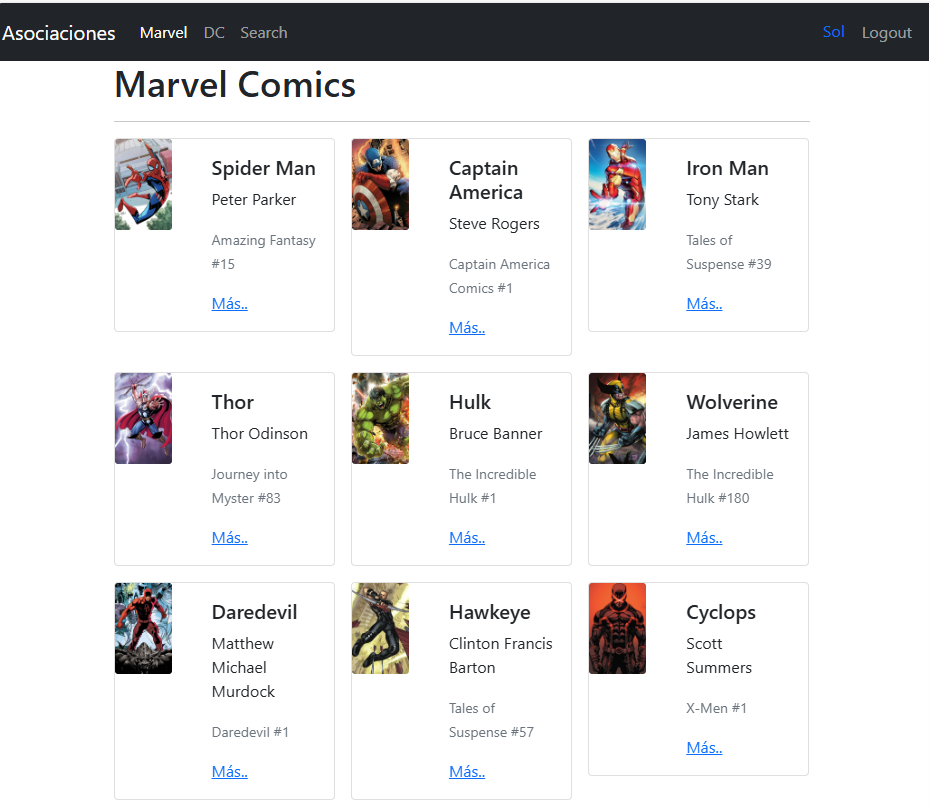 Asociaciones Marvel DC Search Sol Logout
Marvel Comics
Spider Man
Peter Parker
Amazing Fantasy
#15
Más..
Captain
America
Steve Rogers
Captain America
Comics #1
Más..
Iron Man
Tony Stark
Tales of
Suspense #39
Más..
Thor
Thor Odinson
Journey into
Myster #83
Más..
Hulk
Bruce Banner
The Incredible
Hulk #1
Más..
Wolverine
James Howlett
The Incredible
Hulk #180
Más..
Daredevil
Matthew
Michael
Murdock
Daredevil #1
Más..
Hawkeye
Clinton Francis
Barton
Tales of
Suspense #57
Más..
Cyclops
Scott
Summers
X-Men #1
Más..